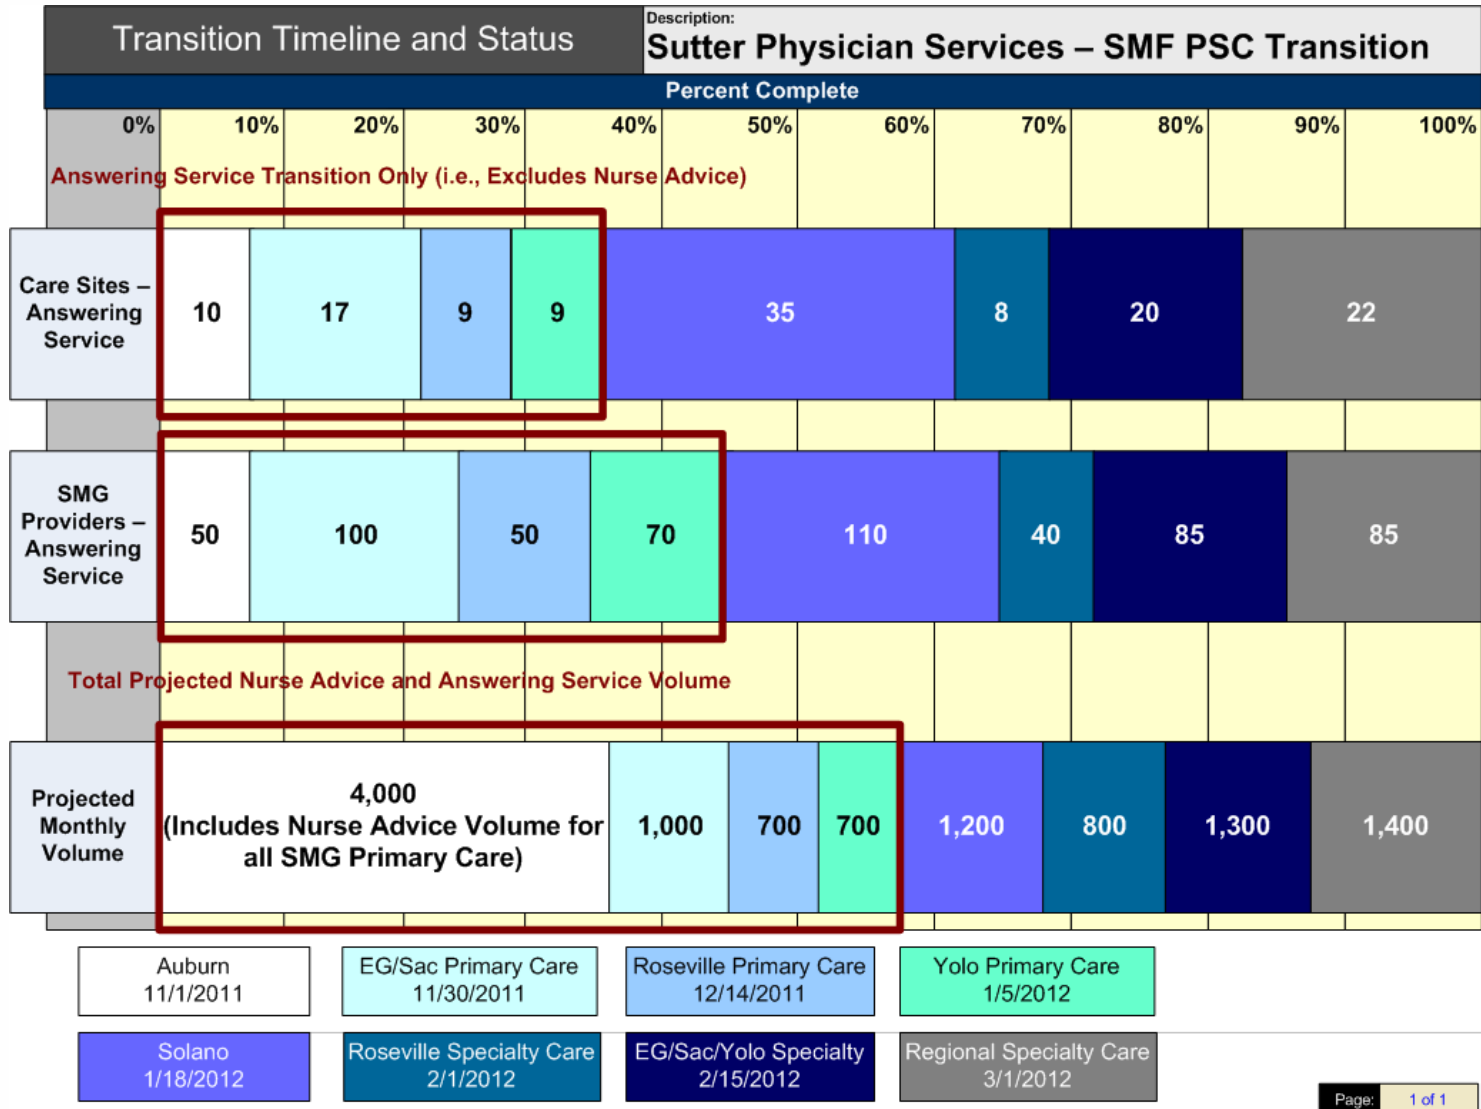 Transition Timeline and Status
Description:
Sutter Physician Services – SMF PSC Transition
Percent Complete
0% 10% 20% 30% 40% 50% 60% 70% 80% 90% 100%
Answering Service Transition Only (i.e., Excludes Nurse Advice)
Care Sites –
Answering
Service
10 17 9 9 35 8 20 22
SMG
Providers –
Answering
Service
50 100 50 70 110 40 85 85
Total Projected Nurse Advice and Answering Service Volume
Projected
Monthly
Volume
4,000
(Includes Nurse Advice Volume for
all SMG Primary Care)
1,000 700 700 1,200 800 1,300 1,400
Auburn
11/1/2011
EG/Sac Primary Care
11/30/2011
Roseville Primary Care
12/14/2011
Yolo Primary Care
1/5/2012
Solano
1/18/2012
Roseville Specialty Care
2/1/2012
EG/Sac/Yolo Specialty
2/15/2012
Regional Specialty Care
3/1/2012
Page: 1 of 1